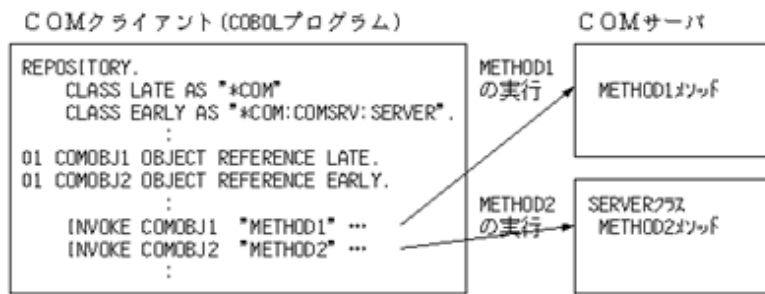 COMクライアント(COBOLプログラム)
REPOSITORY.
CLASS LATE AS "*COM"
CLASS EARLY AS "*COM:COMSRV:SERVER".
:
01 COMOBJ1 OBJECT REFERENCE LATE.
01 COMOBJ2 OBJECT REFERENCE EARLY.
:
INVOKE COMOBJ1 "METHOD1" …
INVOKE COMOBJ2 "METHOD2" …
:
METHOD1
の実行
METHOD2
の実行
COMサーバ
METHOD1メソッド
SERVERクラス
METHOD2メソッド